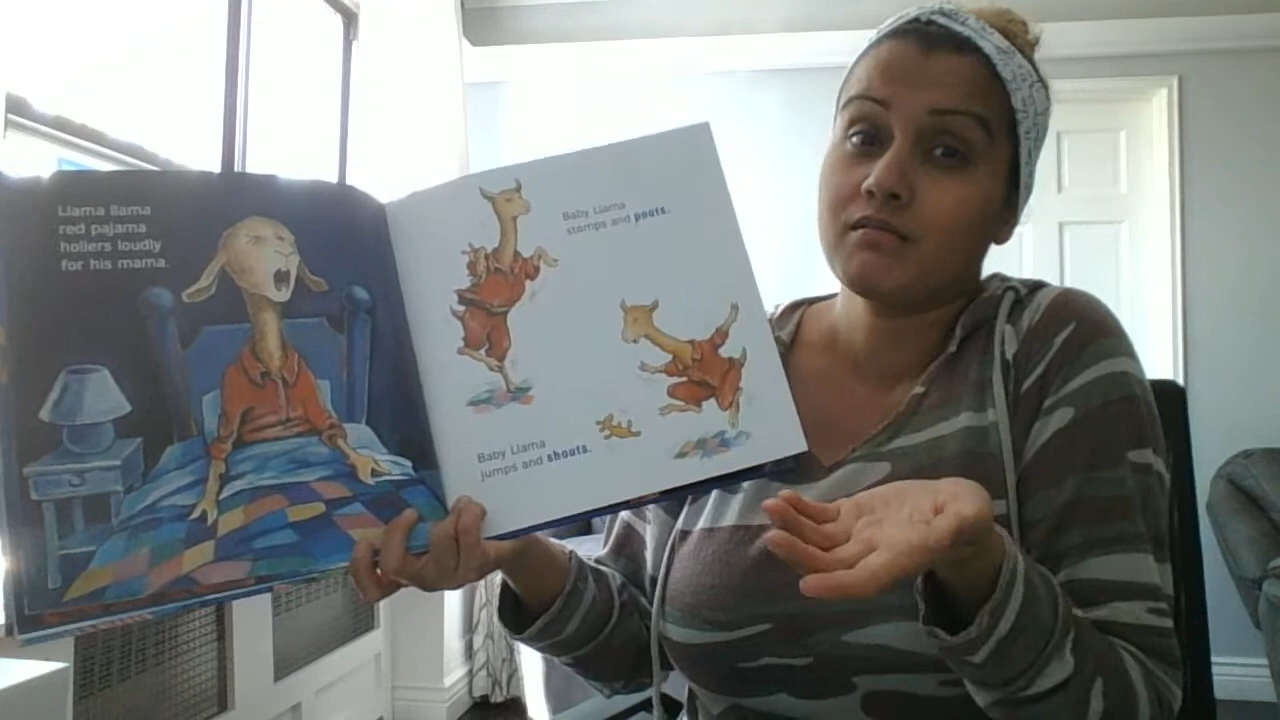 Llama llama
red pajama
hollers loudly
for his mama.
Baby Llama
stomps and pouts.
Baby Llama
jumps and shouts.